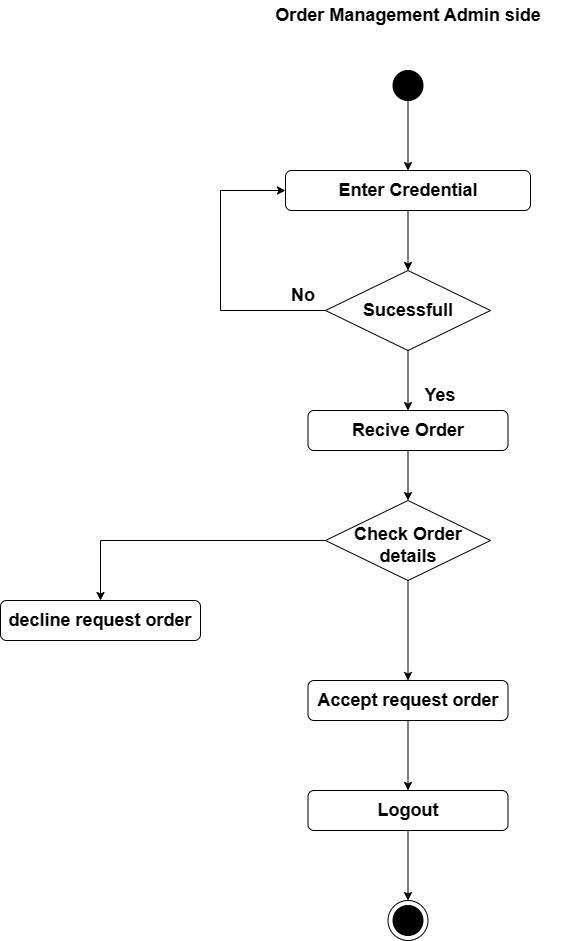 Order Management Admin side
Enter Credential
No
Sucessfull
Yes
Recive Order
Check Order
details
decline request order
Accept request order
Logout